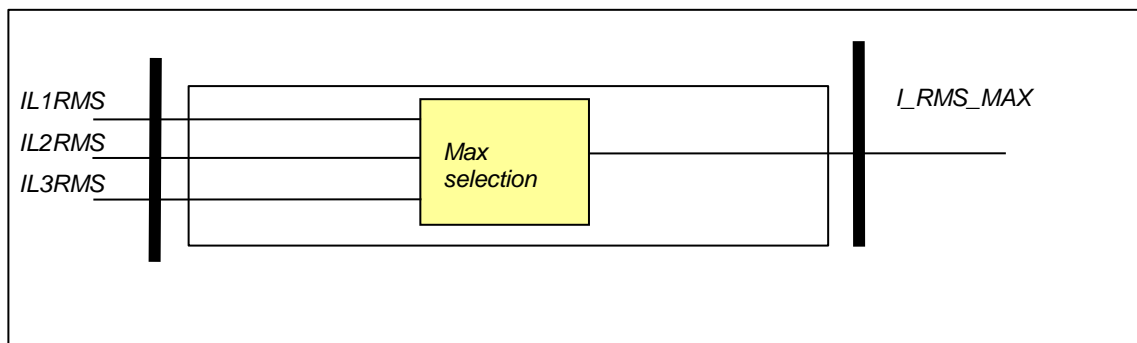 IL1RMS
IL2RMS
IL3RMS
Max
selection
I_RMS_MAX